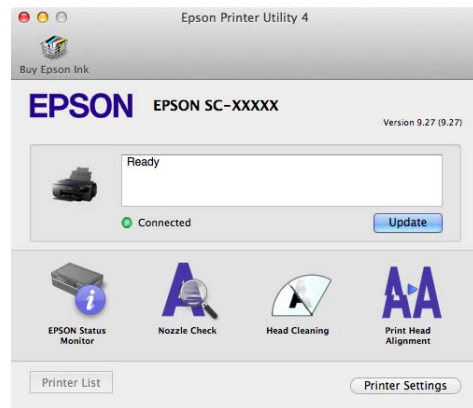 Epson Printer Utility 4
Buy Epson Ink
EPSON
EPSON SC-XXXXX
Version 9.27 (9.27)
Ready
Connected
Update
EPSON Status
Monitor
Nozzle Check
Head Cleaning
Print Head
Alignment
Printer List
Printer Settings